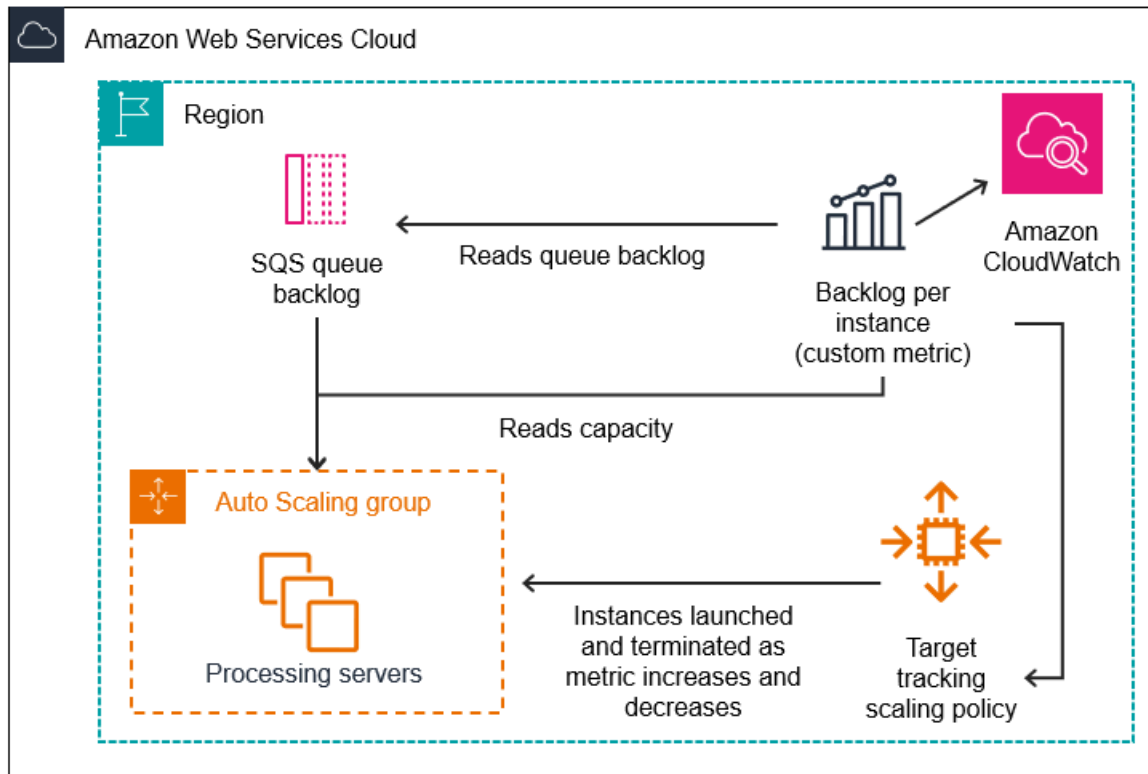 Amazon Web Services Cloud
Region
SQS queue
backlog
Reads queue backlog
Backlog per
instance
(custom metric)
Amazon
CloudWatch
Reads capacity
Auto Scaling group
Processing servers
Instances launched
and terminated as
metric increases and
decreases
Target
tracking
scaling policy